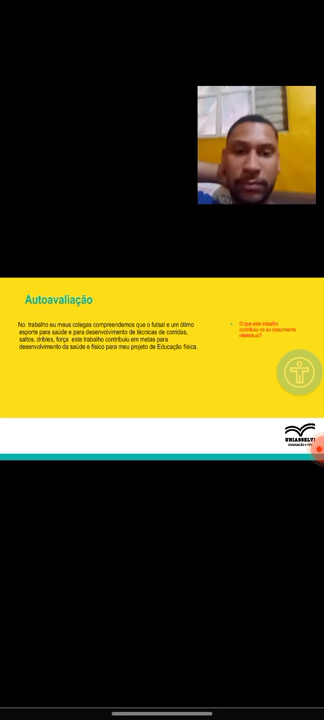 Autoavaliação
No trabalho eu meus colegas compreendemos que o futsal e um ótimo
esporte para saúde e para desenvolvimento de técnicas de corridas,
saltos, dribles, força este trabalho contribuiu em metas para
desenvolvimento da saúde e físico para meu projeto de Educação física.
O que este trabalho
contribuiu no eu crescimento
intelectual?
UNIASSELVI